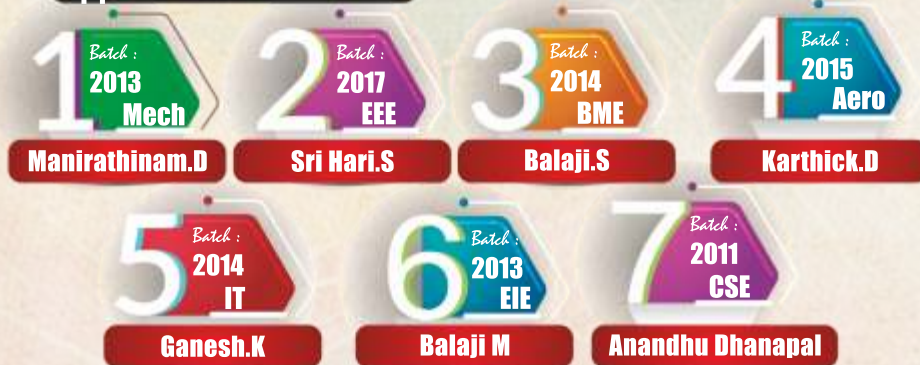 1 Batch :
2013
Mech
Manirathinam.D
2 Batch :
2017
EEE
Sri Hari.S
3 Batch :
2014
BME
Balaji.S
4 Batch :
2015
Aero
Karthick.D
5 Batch :
2014
IT
Ganesh.K
6 Batch :
2013
EIE
Balaji M
7 Batch :
2011
CSE
Anandhu Dhanapal